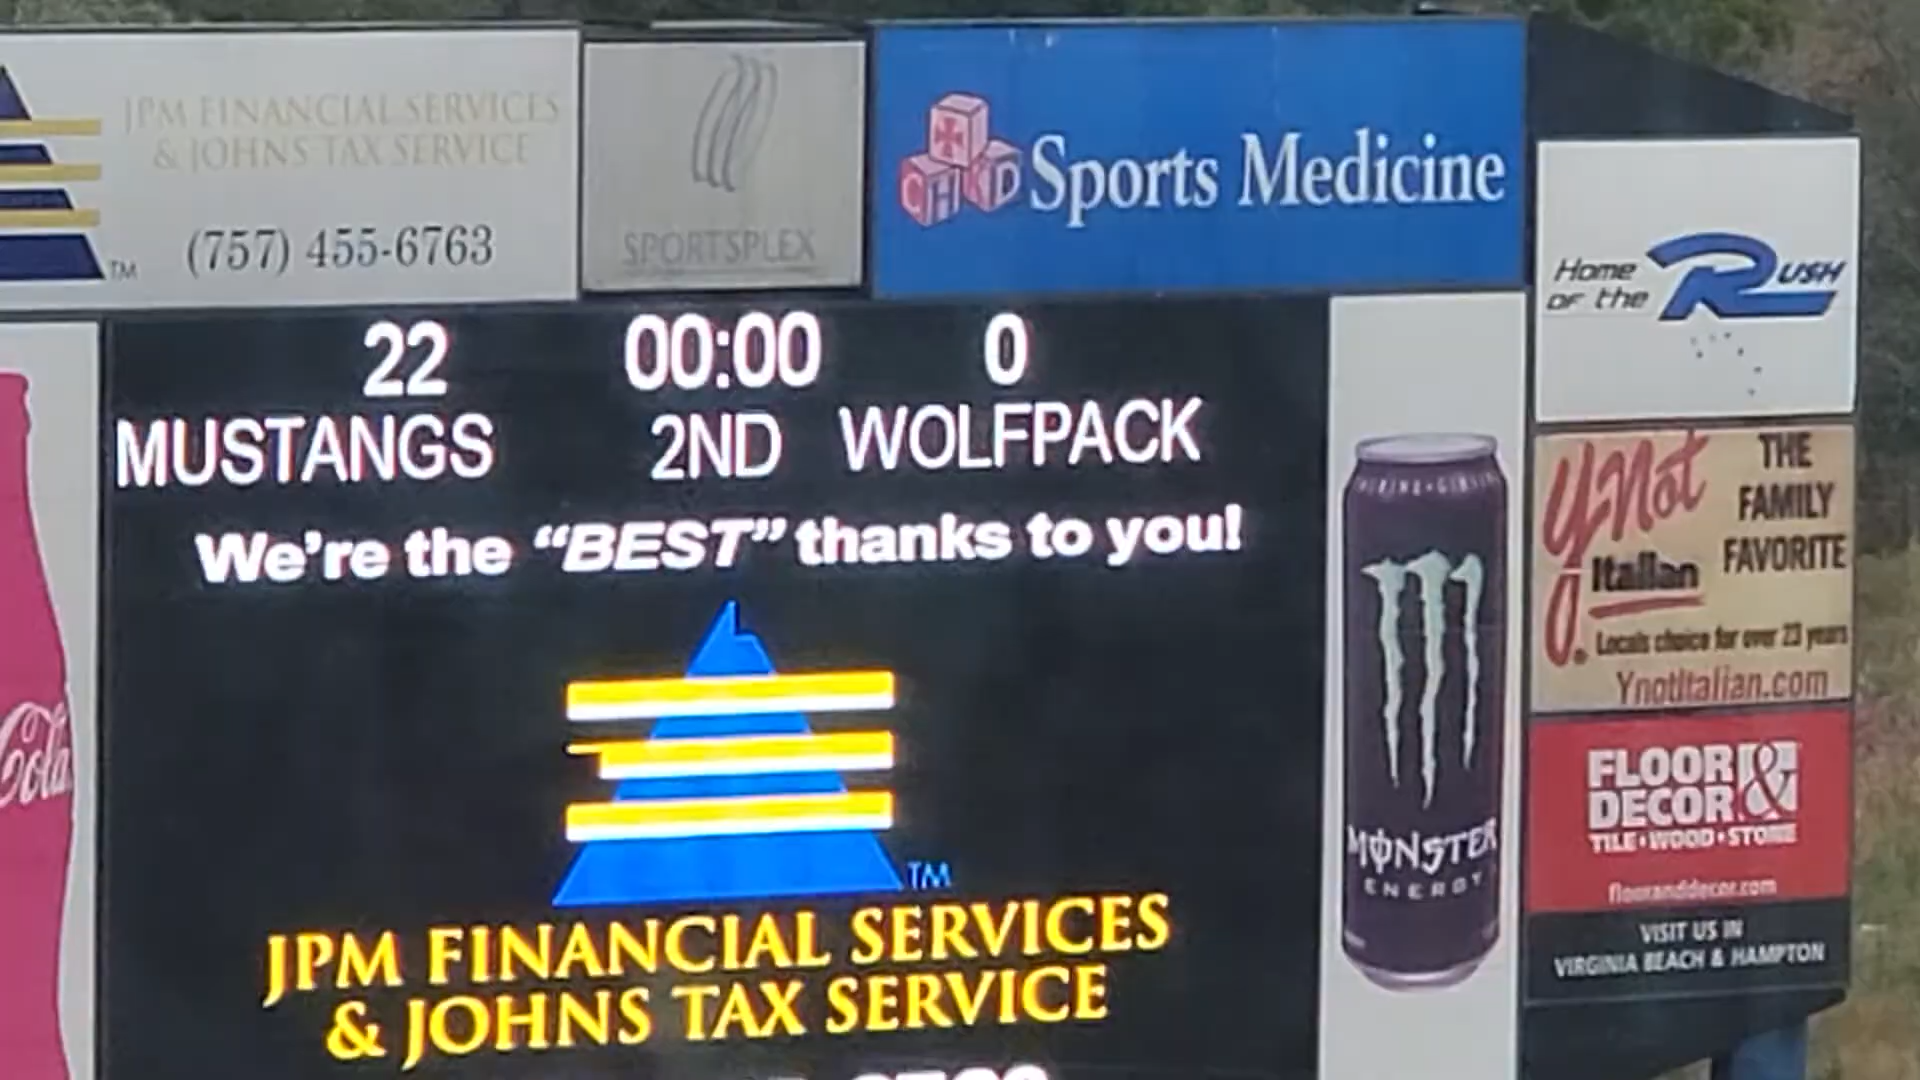 JPM FINANCIAL SERVICES
& JOHNS TAX SERVICE
(757) 455-6763
TM
SPORTSPLEX
CHKD Sports Medicine
Home
OF the
RUSH
22 00:00 0
MUSTANGS 2ND WOLFPACK
We're the “BEST” thanks to you!
TM
JPM FINANCIAL SERVICES
& JOHNS TAX SERVICE
Cola
MONSTER
ENERGY
YNot
Italian
THE
FAMILY
FAVORITE
Locals choice for over 23 years
YnotItalian.com
FLOOR &
DECOR
TILE • WOOD • STONE
flooranddecor.com
VISIT US IN
VIRGINIA BEACH & HAMPTON